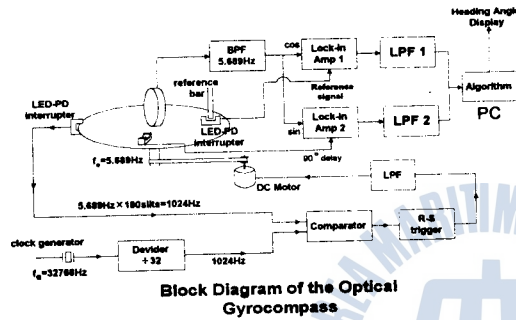 Heading Angle
Display
BPF
5.689Hz
cos
Lock-in
Amp 1
LPF 1
reference
bar
Reference
signal
Algorithm
PC
LED-PD
interrupter
LED-PD
interrupter
sin
Lock-in
Amp 2
LPF 2
90° delay
fs=5.689Hz
DC Motor
LPF
5.689Hz×180slits=1024Hz
Comparator
R-S
trigger
clock generator
Devider
÷32
1024Hz
=32768Hz
Block Diagram of the Optical
Gyrocompass
MARITIM